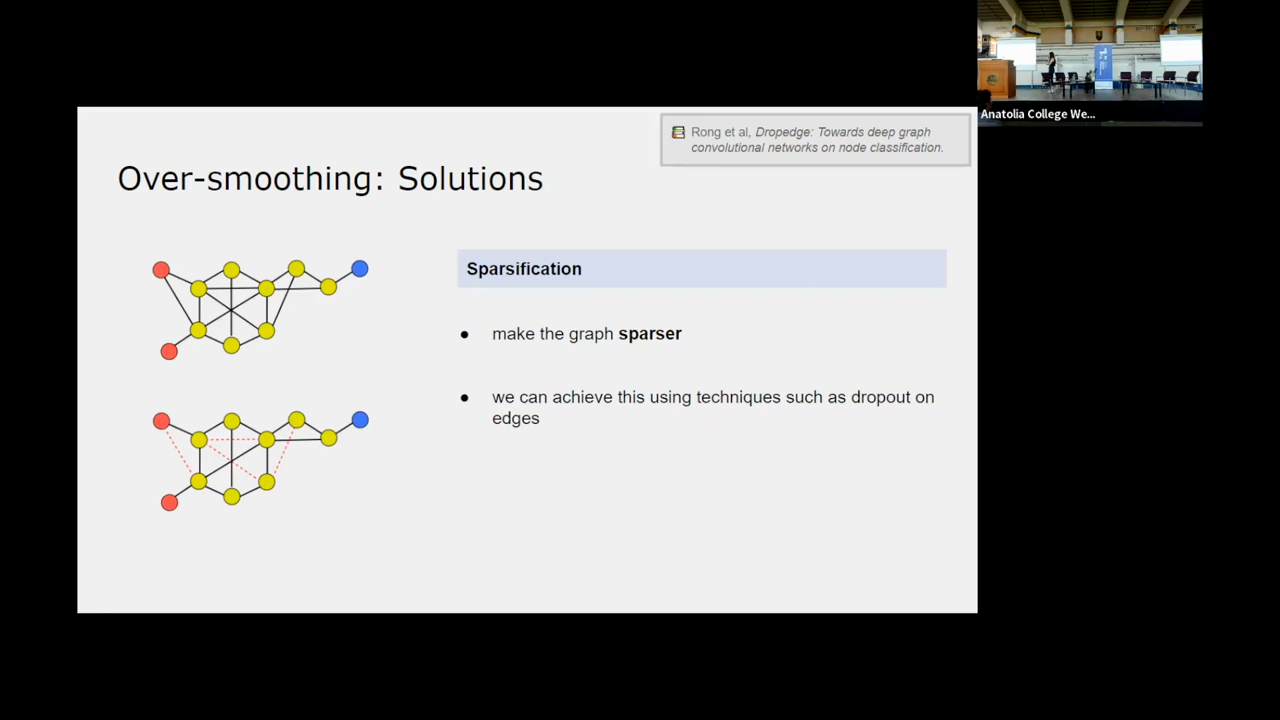 Anatolia College We...
Rong et al, Dropedge: Towards deep graph
convolutional networks on node classification.
Over-smoothing: Solutions
Sparsification
● make the graph sparser
● we can achieve this using techniques such as dropout on
edges